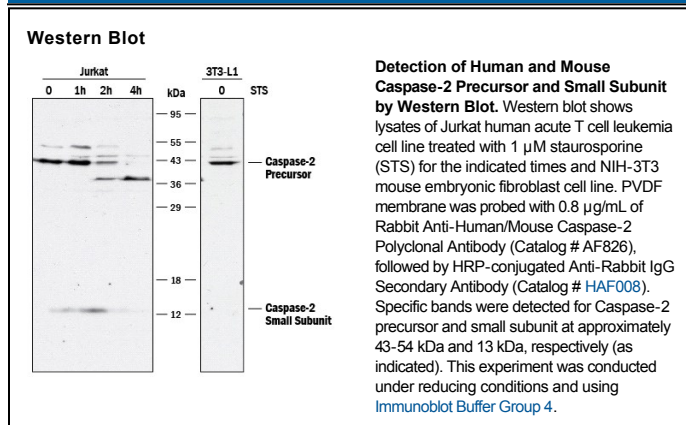 Western Blot
Jurkat
3T3-L1
0 1h 2h 4h kDa 0 STS
95
55
43
36
29
18
12
Caspase-2
Precursor
Caspase-2
Small Subunit
Detection of Human and Mouse
Caspase-2 Precursor and Small Subunit
by Western Blot. Western blot shows
lysates of Jurkat human acute T cell leukemia
cell line treated with 1 µM staurosporine
(STS) for the indicated times and NIH-3T3
mouse embryonic fibroblast cell line. PVDF
membrane was probed with 0.8 µg/mL of
Rabbit Anti-Human/Mouse Caspase-2
Polyclonal Antibody (Catalog # AF826),
followed by HRP-conjugated Anti-Rabbit IgG
Secondary Antibody (Catalog # HAF008).
Specific bands were detected for Caspase-2
precursor and small subunit at approximately
43-54 kDa and 13 kDa, respectively (as
indicated). This experiment was conducted
under reducing conditions and using
Immunoblot Buffer Group 4.